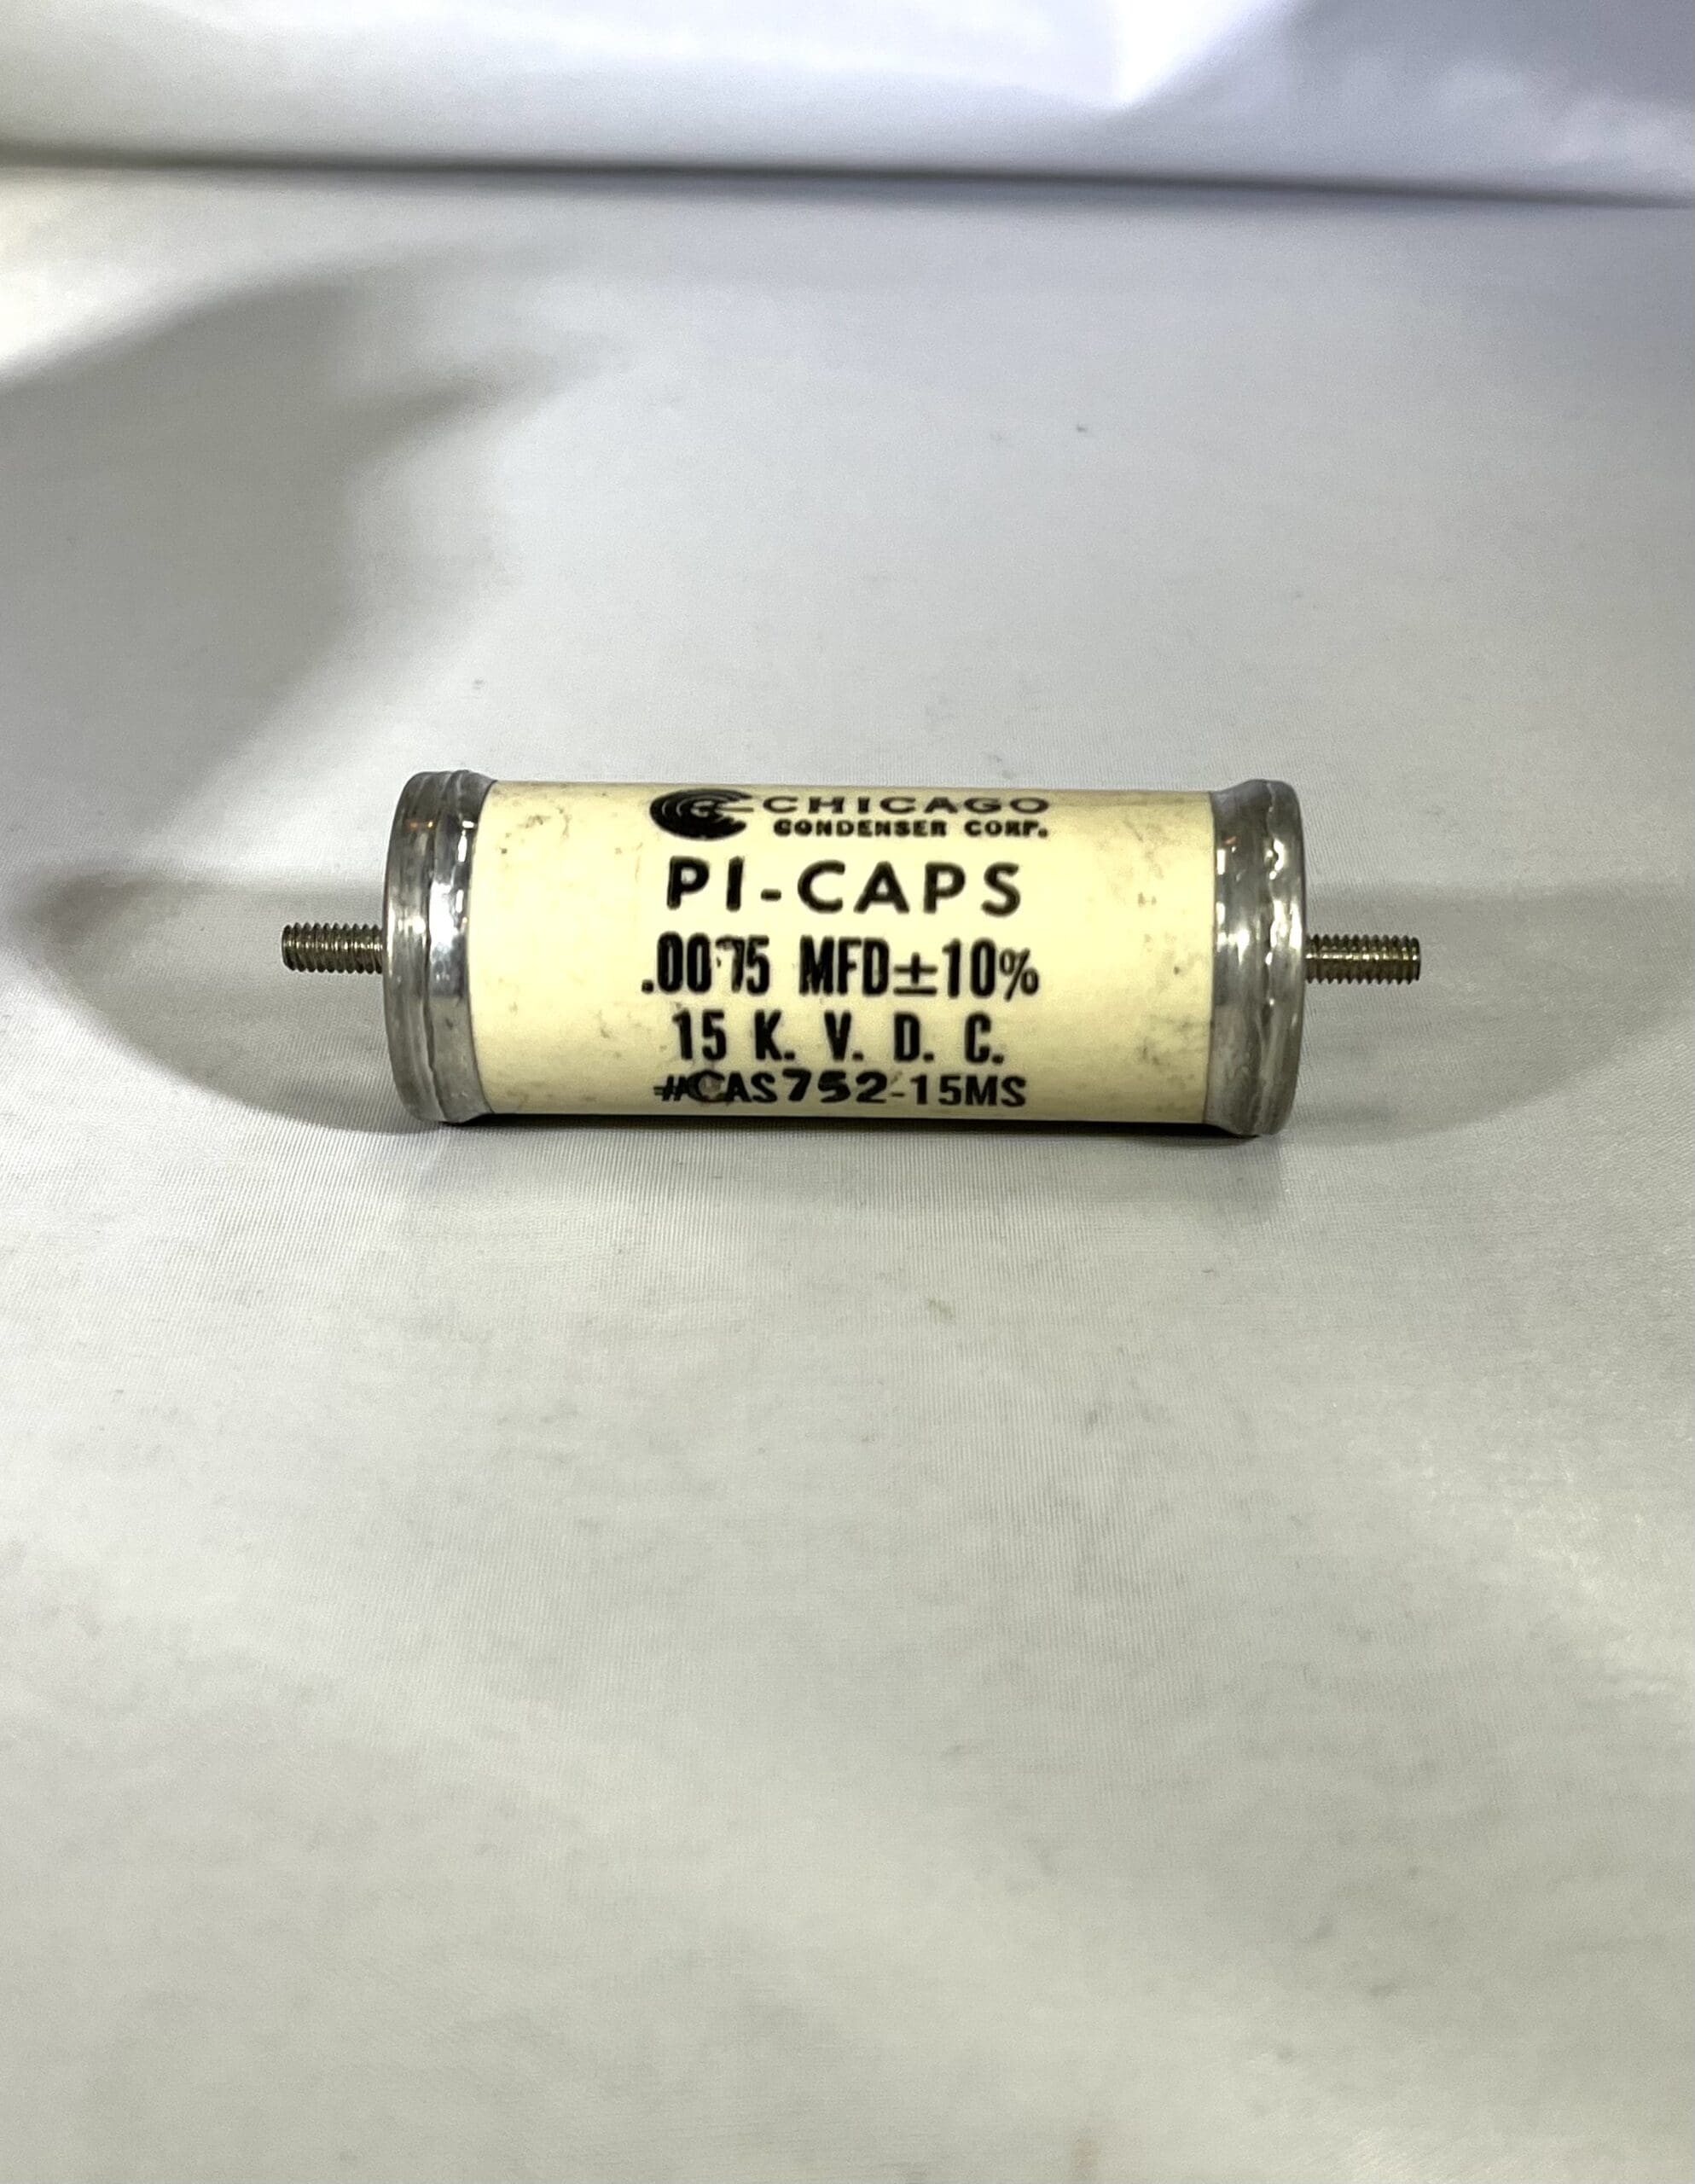 CHICAGO
CONDENSER CORP.
PI-CAPS
.0075 MFD±10%
15 K. V. D. C.
#CAS752-15MS